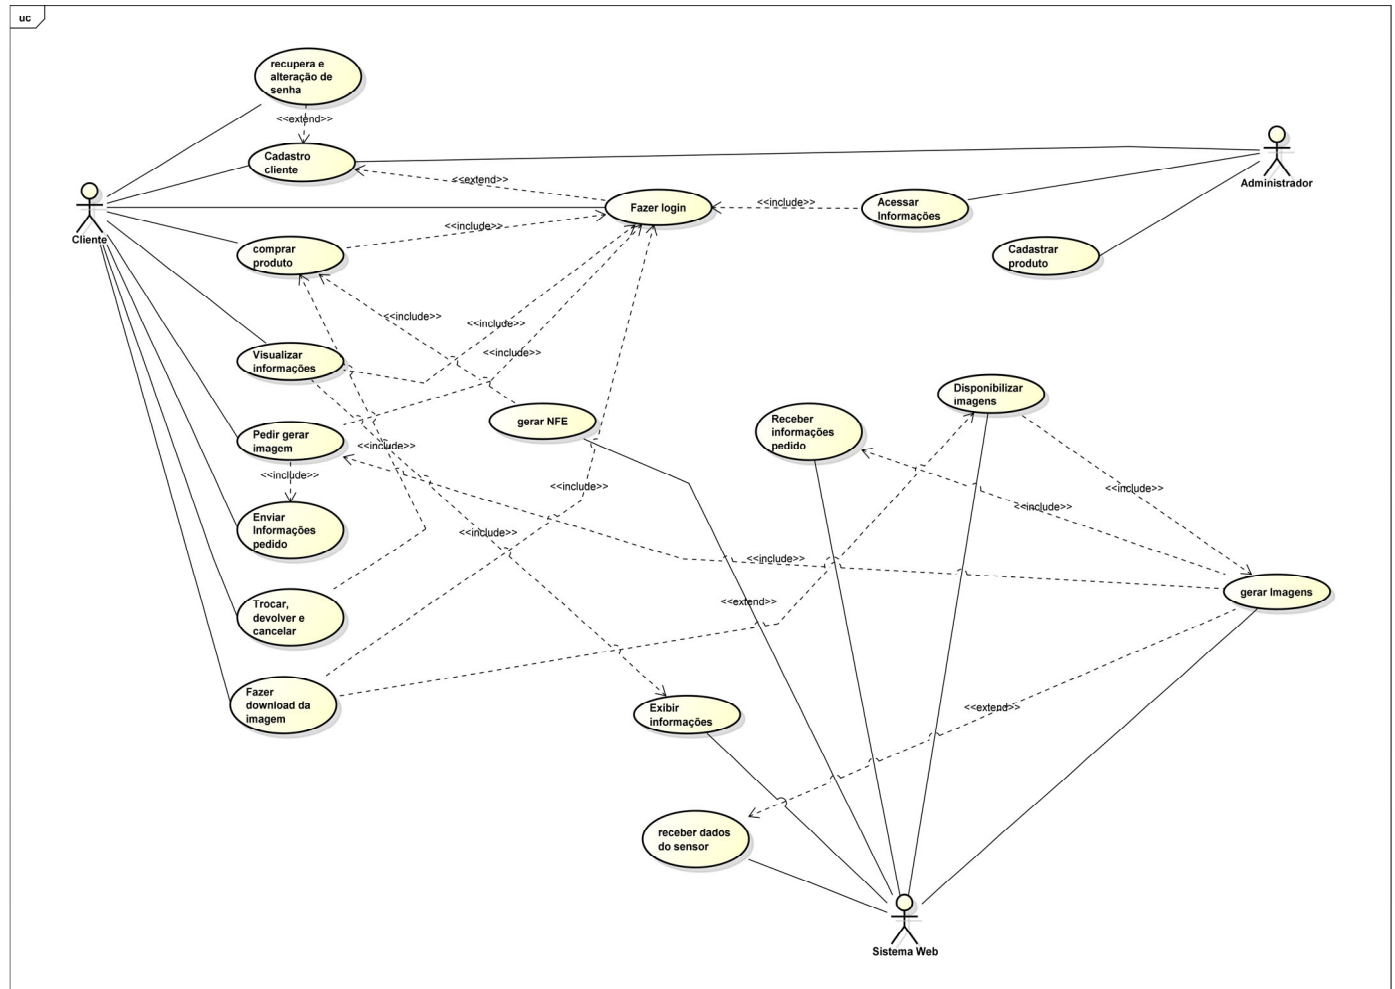 uc
recupera e
alteração de
senha
<<extend>>
Cadastro
cliente
<<extend>>
Fazer login
<<include>>
Acessar
Informações
Administrador
Cliente
comprar
produto
<<include>>
Cadastrar
produto
<<include>>
<<include>>
<<include>>
Visualizar
informações
Disponibilizar
imagens
gerar NFE
Receber
informações
pedido
Pedir gerar
imagem
<<include>>
<<include>>
<<include>>
<<include>>
<<include>>
Enviar
Informações
pedido
<<include>>
<<include>>
gerar Imagens
<<extend>>
Trocar,
devolver e
cancelar
Fazer
download da
imagem
Exibir
informações
<<extend>>
receber dados
do sensor
Sistema Web